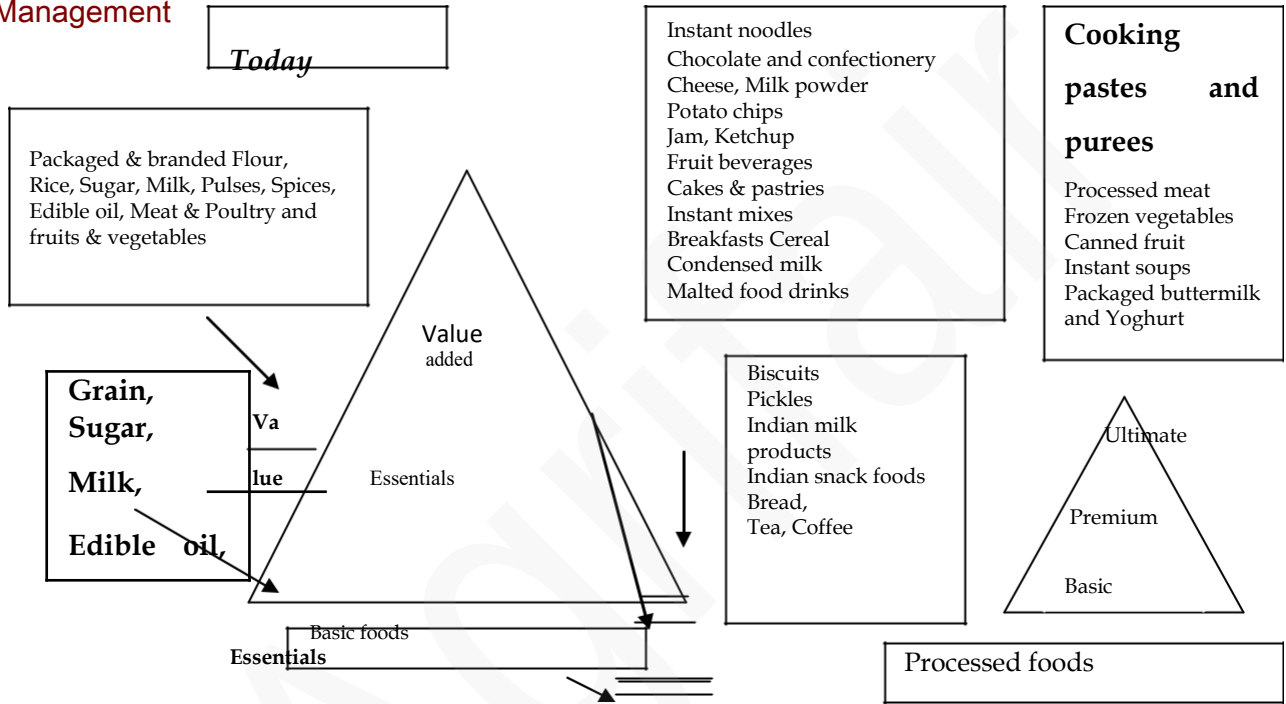 Management
Today
Packaged & branded Flour,
Rice, Sugar, Milk, Pulses, Spices,
Edible oil, Meat & Poultry and
fruits & vegetables
Grain,
Sugar,
Milk,
Edible oil,
Va
lue
Value
added
Essentials
Basic foods
Essentials
Instant noodles
Chocolate and confectionery
Cheese, Milk powder
Potato chips
Jam, Ketchup
Fruit beverages
Cakes & pastries
Instant mixes
Breakfasts Cereal
Condensed milk
Malted food drinks
Biscuits
Pickles
Indian milk
products
Indian snack foods
Bread,
Tea, Coffee
Cooking
pastes and
purees
Processed meat
Frozen vegetables
Canned fruit
Instant soups
Packaged buttermilk
and Yoghurt
Ultimate
Premium
Basic
Processed foods